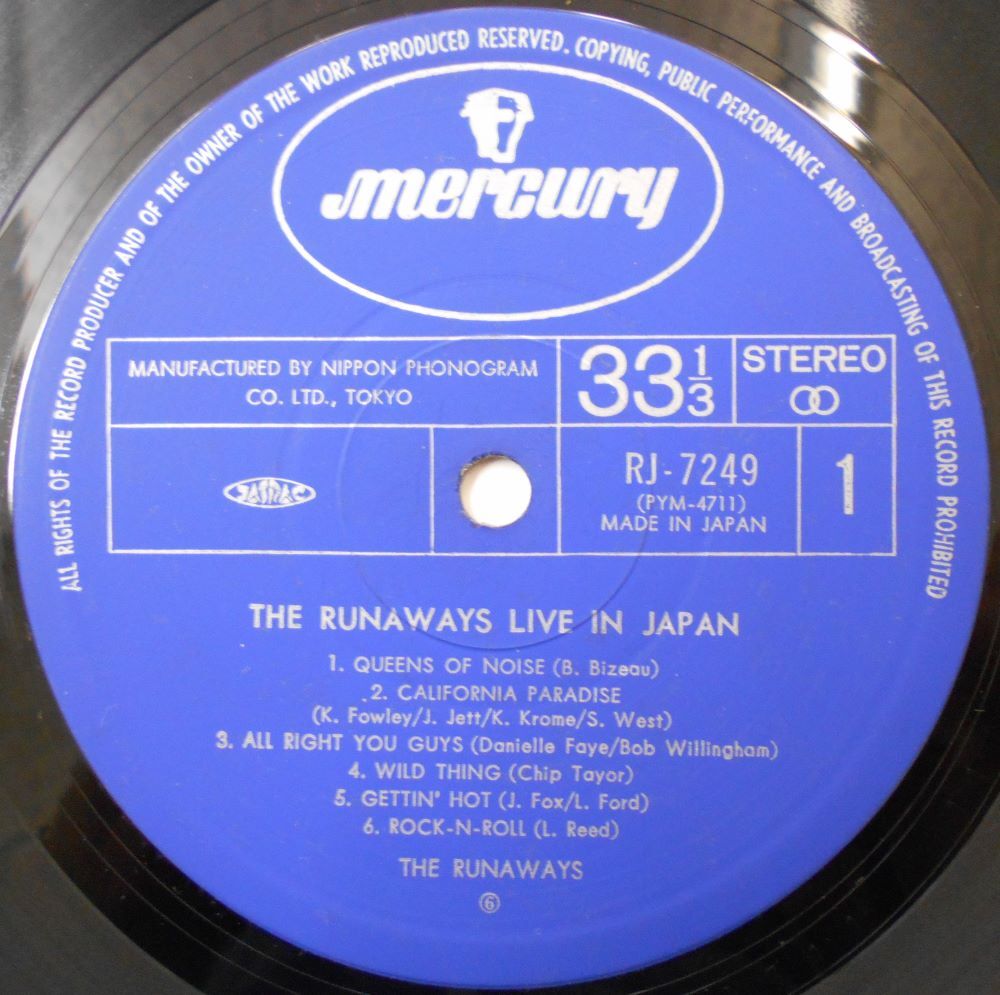 ALL RIGHTS OF THE RECORD PRODUCER AND OF THE OWNER OF THE WORK REPRODUCED RESERVED. COPYING, PUBLIC PERFORMANCE AND BROADCASTING OF THIS RECORD PROHIBITED
mercury
MANUFACTURED BY NIPPON PHONOGRAM
CO. LTD., TOKYO
33 1/3
STEREO
JASRAC
RJ-7249
(PYM-4711)
MADE IN JAPAN
1
THE RUNAWAYS LIVE IN JAPAN
1. QUEENS OF NOISE (B. Bizeau)
2. CALIFORNIA PARADISE
(K. Fowley/J. Jett/K. Krome/S. West)
3. ALL RIGHT YOU GUYS (Danielle Faye/Bob Willingham)
4. WILD THING (Chip Tayor)
5. GETTIN' HOT (J. Fox/L. Ford)
6. ROCK-N-ROLL (L. Reed)
THE RUNAWAYS
⑥